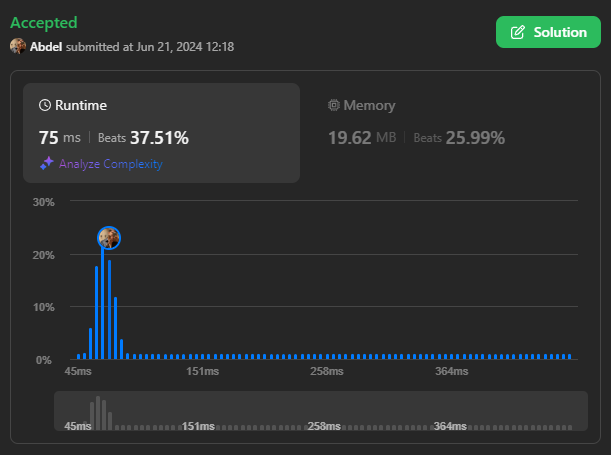 Accepted
Abdel submitted at Jun 21, 2024 12:18
Solution
Runtime
75 ms | Beats 37.51%
Analyze Complexity
Memory
19.62 MB | Beats 25.99%
30%
20%
10%
0%
45ms 151ms 258ms 364ms
45ms 151ms 258ms 364ms